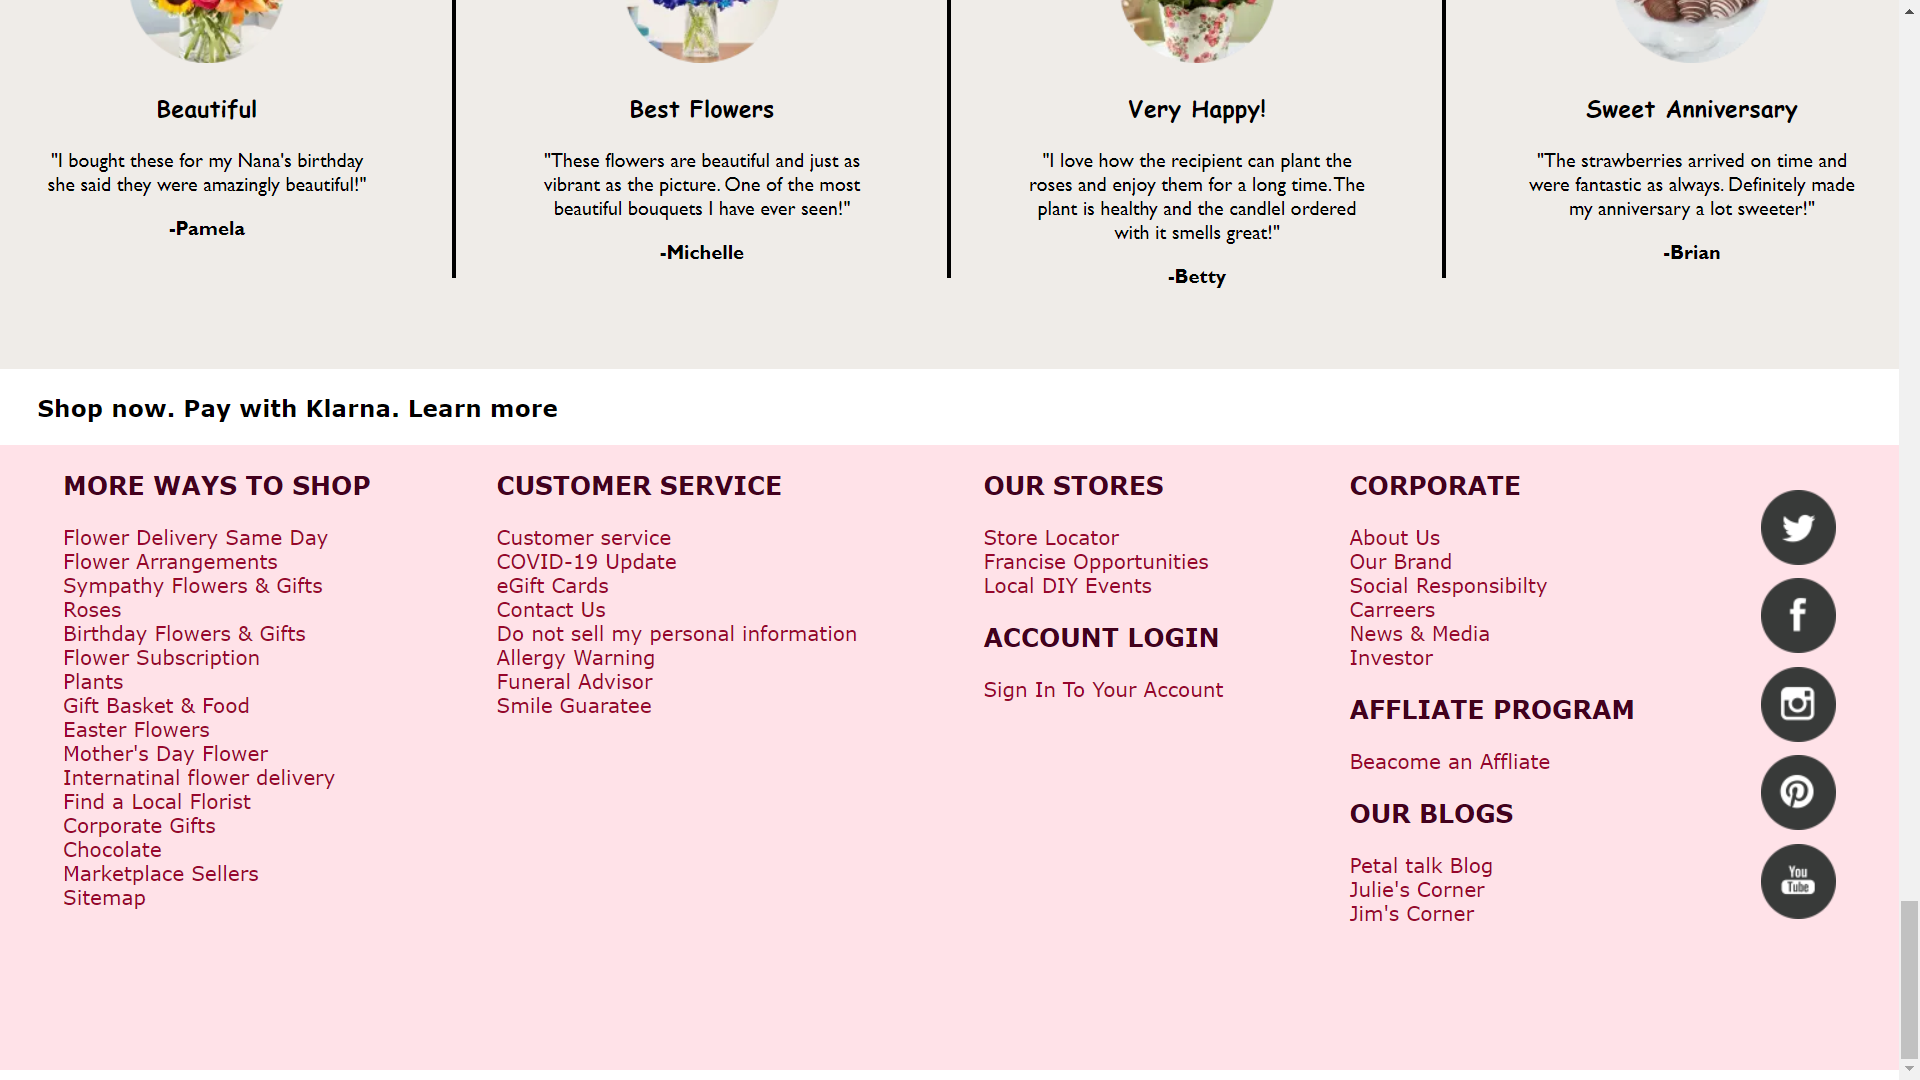 Beautiful
"I bought these for my Nana's birthday
she said they were amazingly beautiful!"
-Pamela
Best Flowers
"These flowers are beautiful and just as
vibrant as the picture. One of the most
beautiful bouquets I have ever seen!"
-Michelle
Very Happy!
"I love how the recipient can plant the
roses and enjoy them for a long time. The
plant is healthy and the candlel ordered
with it smells great!"
-Betty
Sweet Anniversary
"The strawberries arrived on time and
were fantastic as always. Definitely made
my anniversary a lot sweeter!"
-Brian
Shop now. Pay with Klarna. Learn more
MORE WAYS TO SHOP
Flower Delivery Same Day
Flower Arrangements
Sympathy Flowers & Gifts
Roses
Birthday Flowers & Gifts
Flower Subscription
Plants
Gift Basket & Food
Easter Flowers
Mother's Day Flower
Internatinal flower delivery
Find a Local Florist
Corporate Gifts
Chocolate
Marketplace Sellers
Sitemap
CUSTOMER SERVICE
Customer service
COVID-19 Update
eGift Cards
Contact Us
Do not sell my personal information
Allergy Warning
Funeral Advisor
Smile Guaratee
OUR STORES
Store Locator
Francise Opportunities
Local DIY Events
ACCOUNT LOGIN
Sign In To Your Account
CORPORATE
About Us
Our Brand
Social Responsibilty
Carreers
News & Media
Investor
AFFLIATE PROGRAM
Beacome an Affliate
OUR BLOGS
Petal talk Blog
Julie's Corner
Jim's Corner
You
Tube